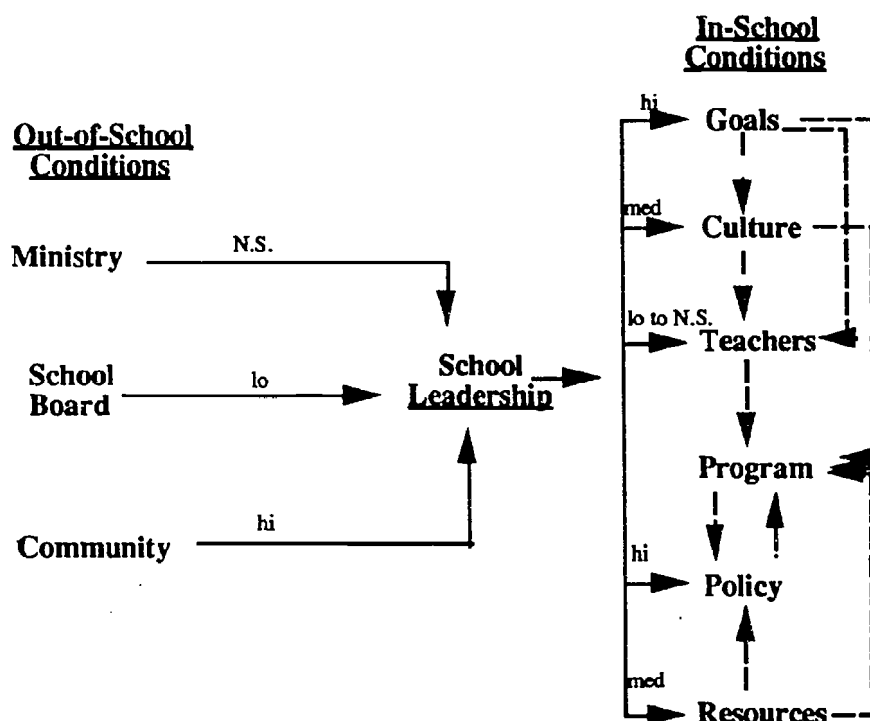 In-School
Conditions
hi
Goals
Out-of-School
Conditions
med
Culture
Ministry
N.S.
lo to N.S.
Teachers
School
Board
lo
School
Leadership
Program
Community
hi
hi
Policy
med
Resources